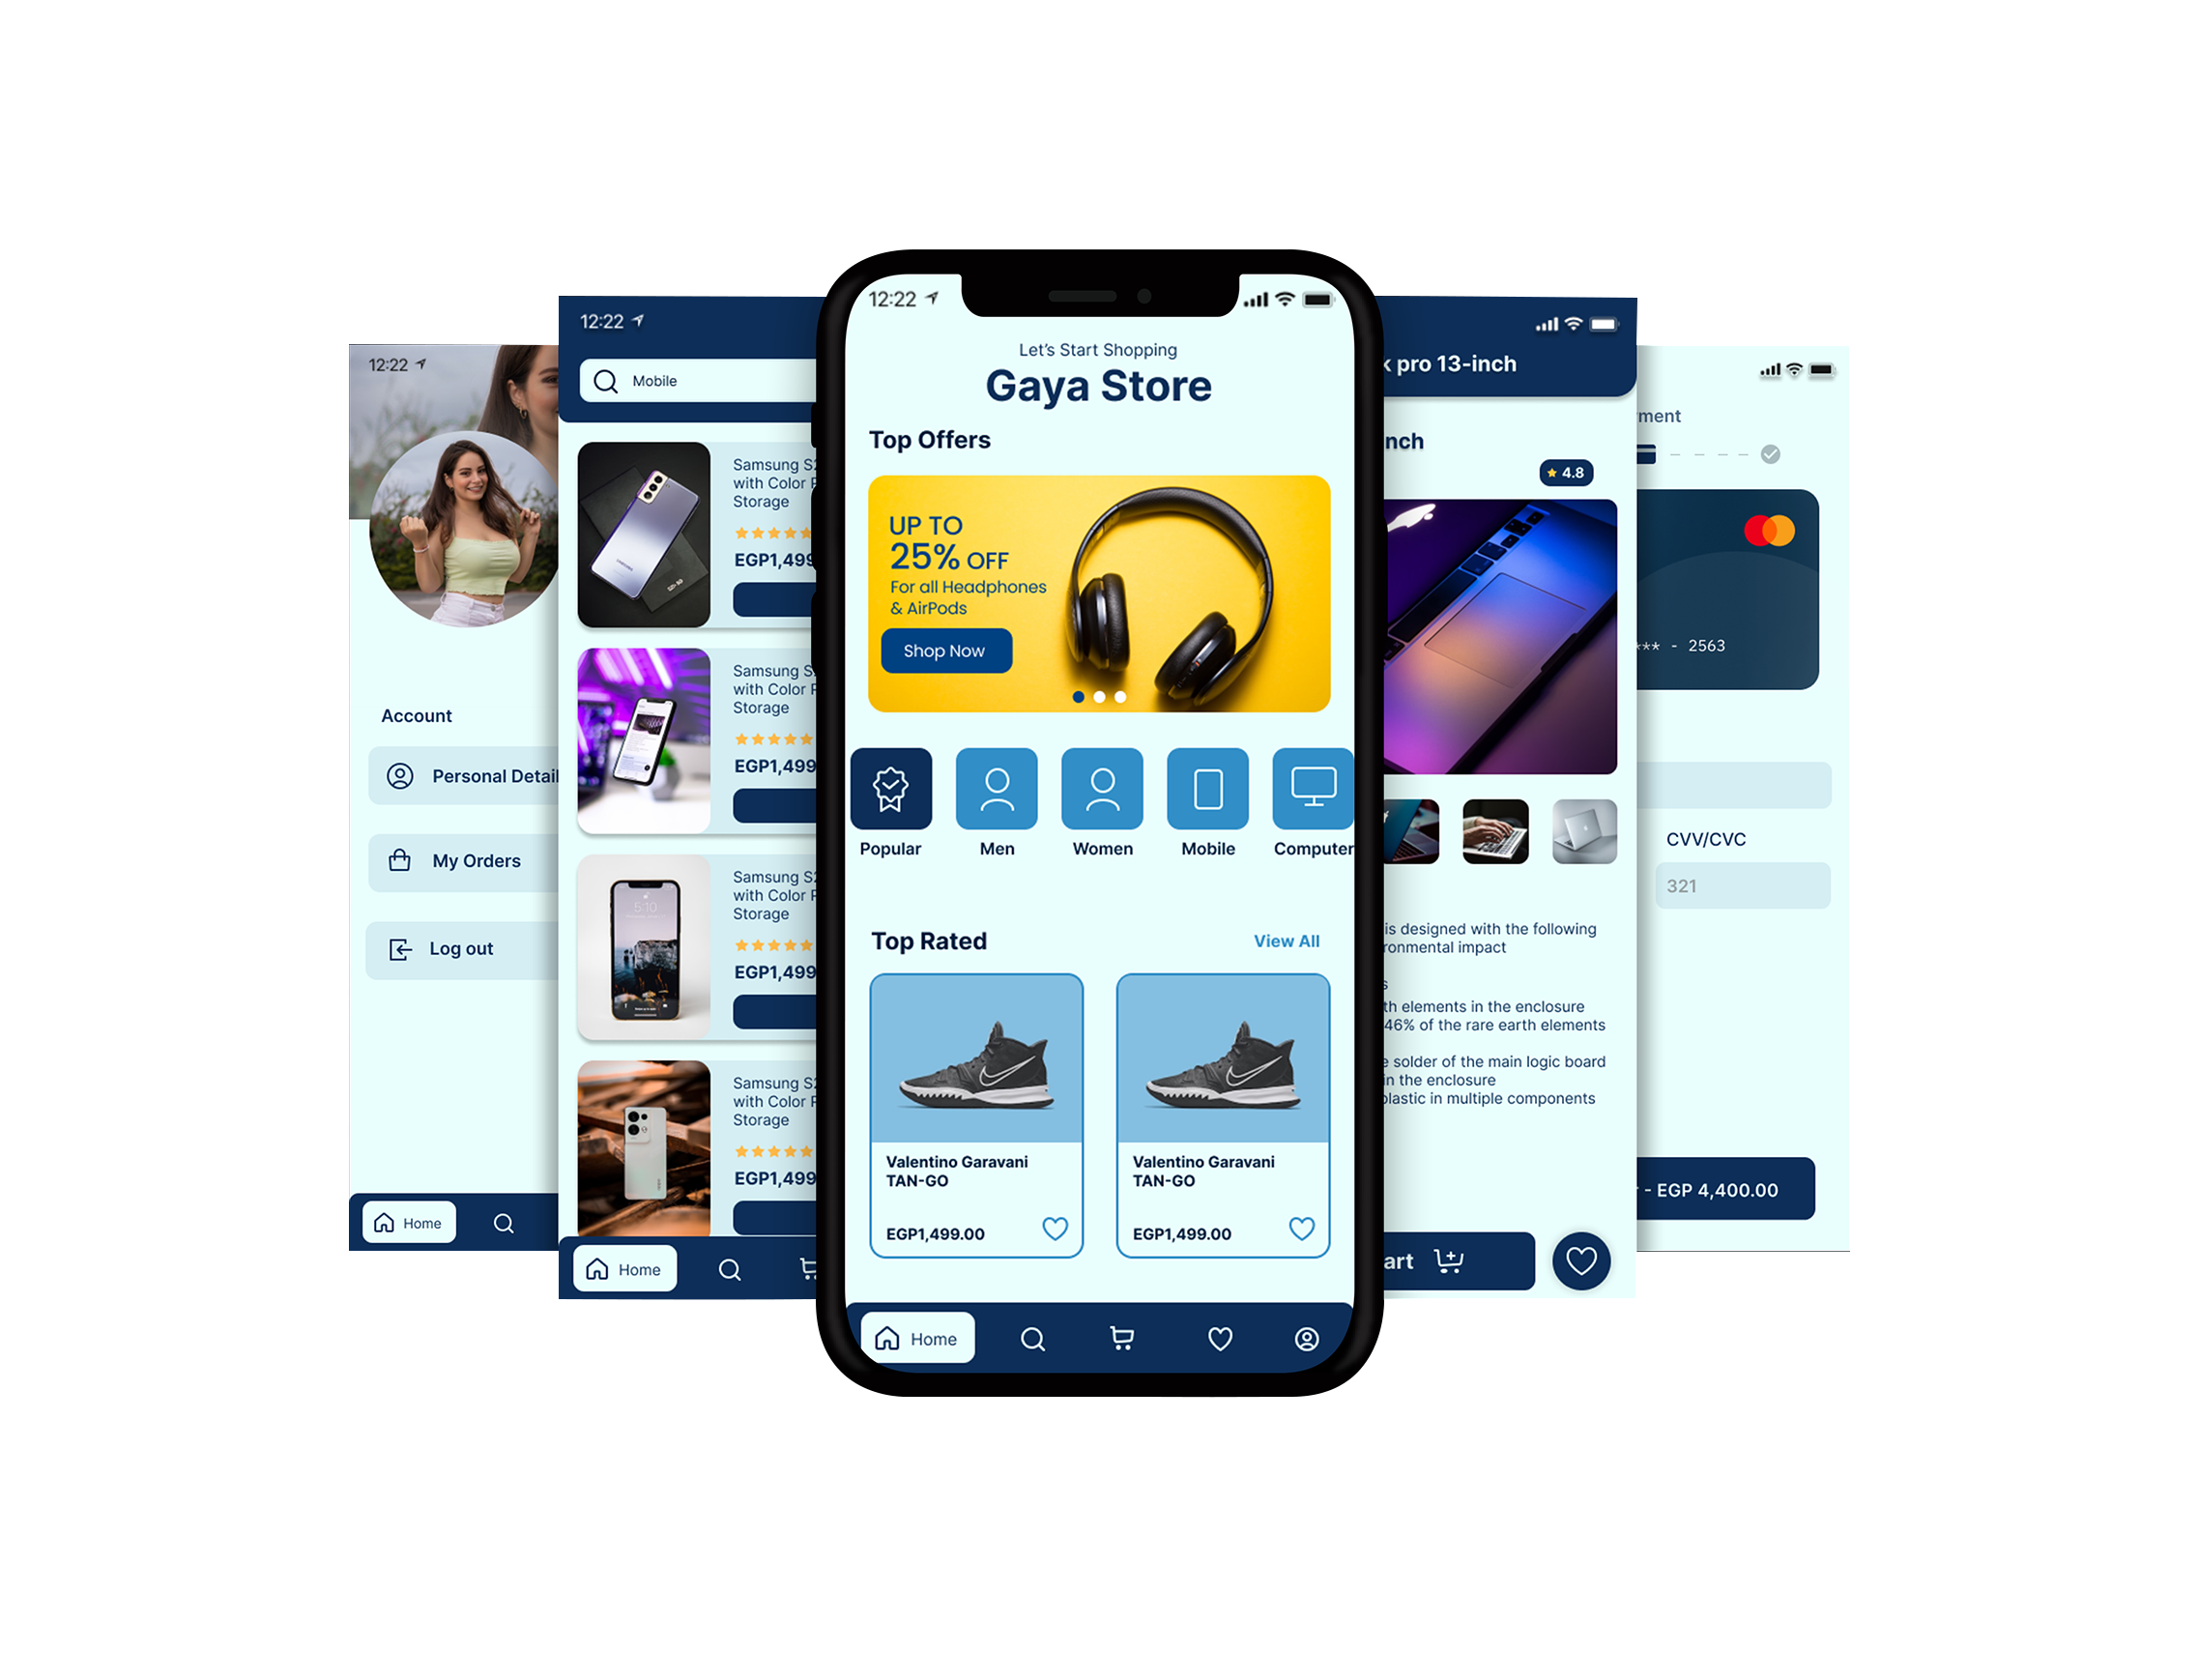 12:22
Account
Personal Detail
My Orders
Log out
Home
12:22
Mobile
Samsung S2
with Color
Storage
EGP1,499
Samsung S2
with Color
Storage
EGP1,499
5:10
Samsung S2
with Color
Storage
EGP1,499
Samsung S2
with Color
Storage
EGP1,499
Home
12:22
Let's Start Shopping
Gaya Store
Top Offers
UP TO
25% OFF
For all Headphones
& AirPods
Shop Now
Popular
Men
Women
Mobile
Computer
Top Rated
View All
Valentino Garavani
TAN-GO
EGP1,499.00
Valentino Garavani
TAN-GO
EGP1,499.00
Home
k pro 13-inch
nch
4.8
is designed with the following
ronmental impact
s
th elements in the enclosure
46% of the rare earth elements
e solder of the main logic board
in the enclosure
plastic in multiple components
art
ment
*** - 2563
CVV/CVC
321
- EGP 4,400.00